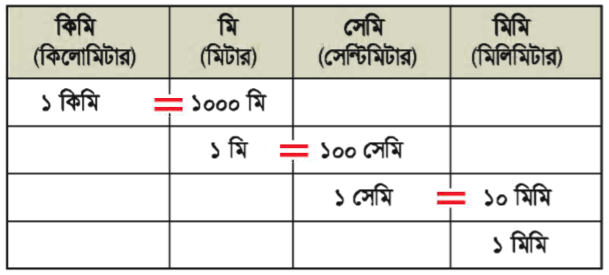 কিমি মি সেমি মিমি
(কিলোমিটার) (মিটার) (সেন্টিমিটার) (মিলিমিটার)
১ কিমি = ১০০০ মি
১ মি = ১০০ সেমি
১ সেমি = ১০ মিমি
১ মিমি